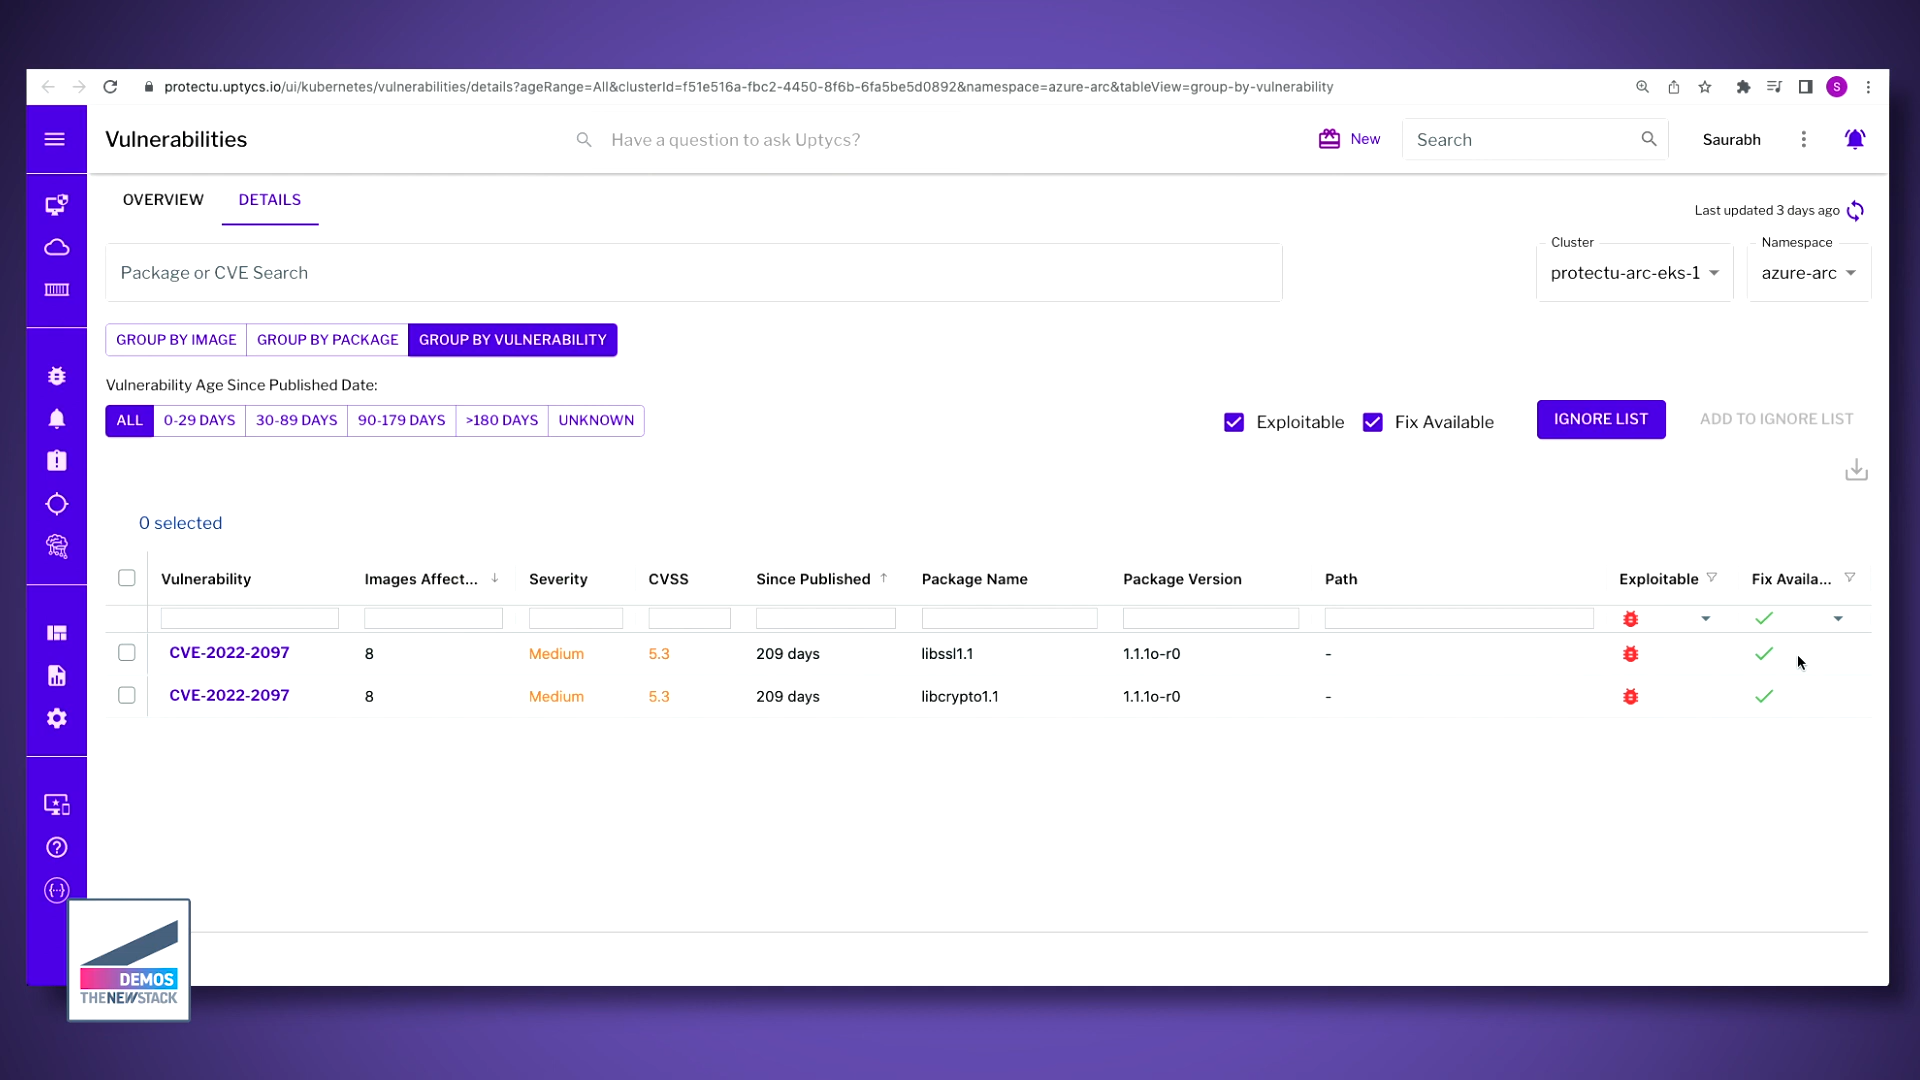 protectu.uptycs.io/ui/kubernetes/vulnerabilities/details?ageRange=All&clusterId=f51e516a-fbc2-4450-8f6b-6fa5be5d0892&namespace=azure-arc&tableView=group-by-vulnerability
S
Vulnerabilities
Have a question to ask Uptycs?
New
Search
Saurabh
OVERVIEW DETAILS
Last updated 3 days ago
Package or CVE Search
Cluster
protectu-arc-eks-1
Namespace
azure-arc
GROUP BY IMAGE GROUP BY PACKAGE GROUP BY VULNERABILITY
Vulnerability Age Since Published Date:
ALL 0-29 DAYS 30-89 DAYS 90-179 DAYS >180 DAYS UNKNOWN
Exploitable Fix Available IGNORE LIST ADD TO IGNORE LIST
0 selected
Vulnerability Images Affect... Severity CVSS Since Published Package Name Package Version Path Exploitable Fix Availa...
CVE-2022-2097 8 Medium 5.3 209 days libssl1.1 1.1.1o-r0 -
CVE-2022-2097 8 Medium 5.3 209 days libcrypto1.1 1.1.1o-r0 -
DEMOS
THENEWSTACK